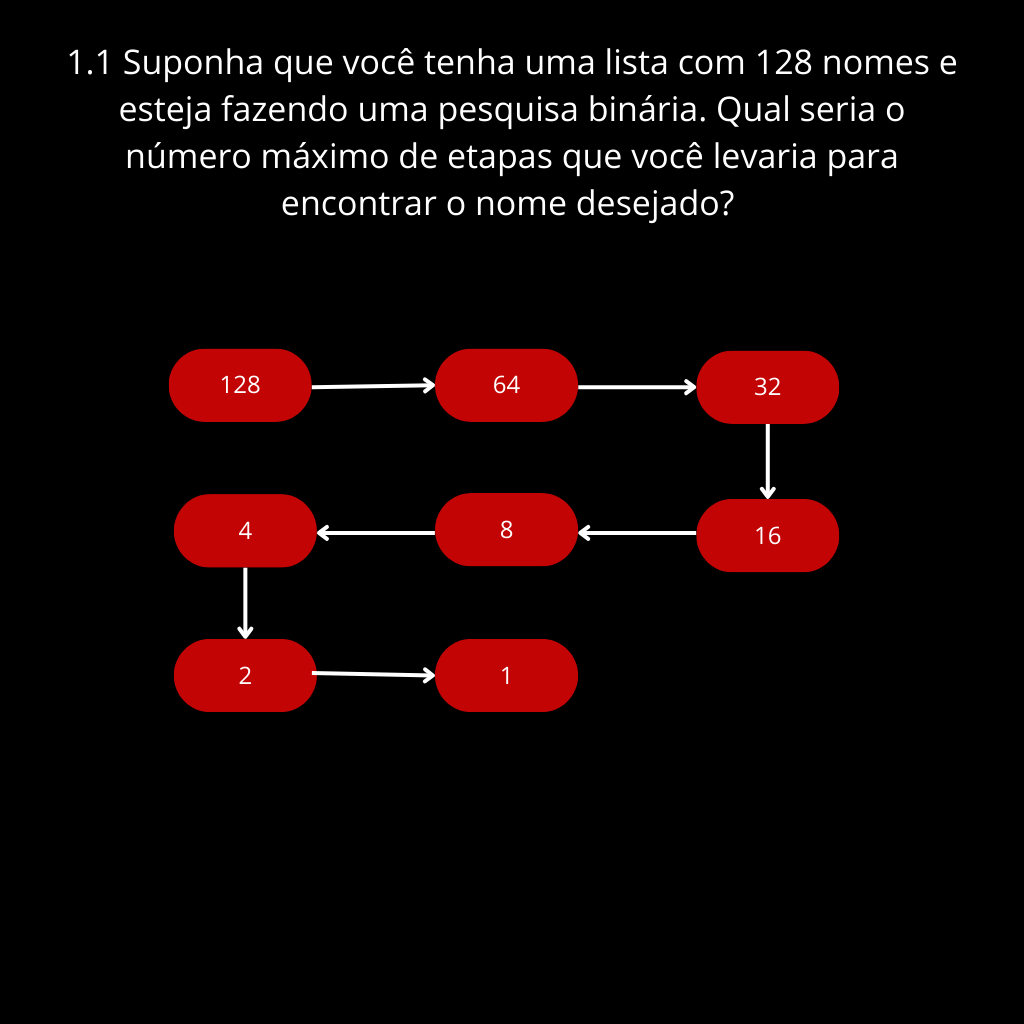 1.1 Suponha que você tenha uma lista com 128 nomes e
esteja fazendo uma pesquisa binária. Qual seria o
número máximo de etapas que você levaria para
encontrar o nome desejado?
128
64
32
16
8
4
2
1